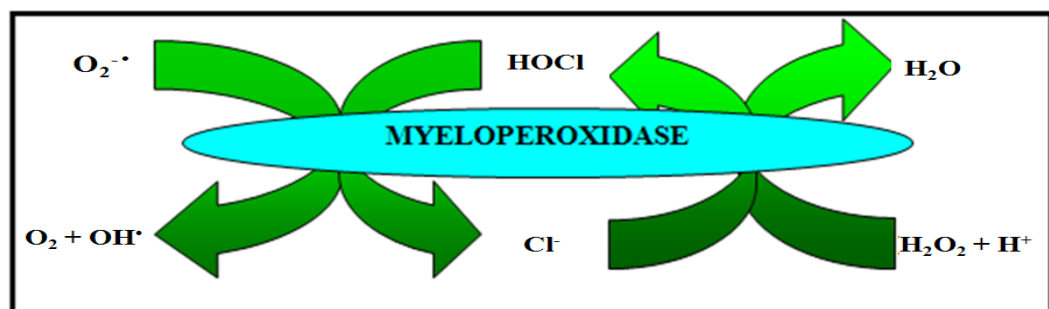 O₂⁻˙
HOCl
H₂O
MYELOPEROXIDASE
O₂ + OH˙
Cl⁻
H₂O₂ + H⁺